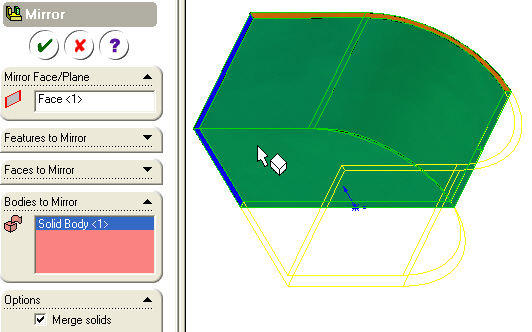 Mirror
?
Mirror Face/Plane
Face <1>
Features to Mirror
Faces to Mirror
Bodies to Mirror
Solid Body <1>
Options
Merge solids